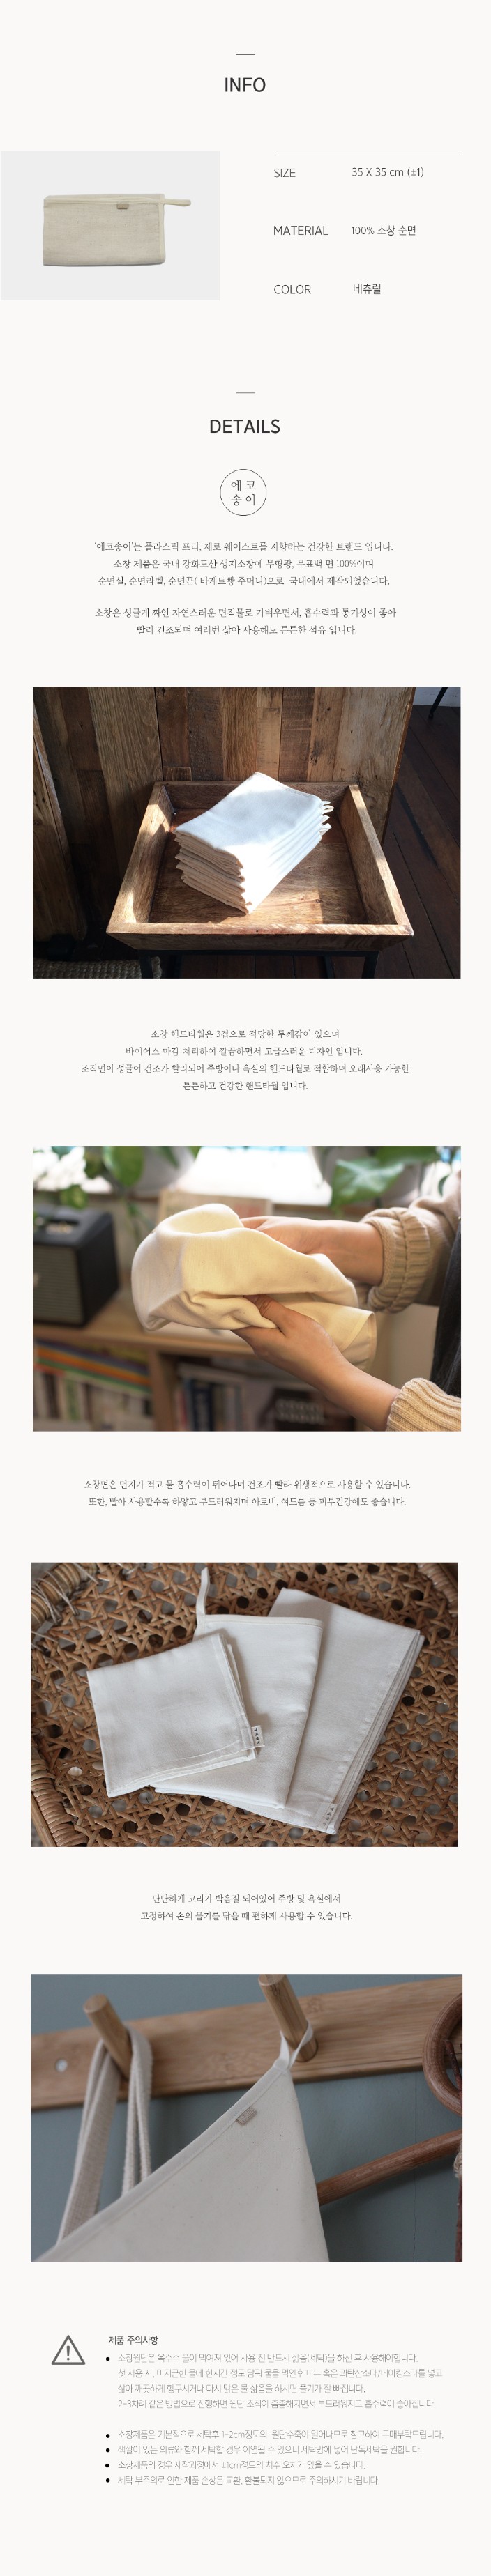 INFO
SIZE 35 X 35 cm (±1)
MATERIAL 100% 소창 순면
COLOR 네츄럴
DETAILS
에코
송이
'에코송이'는 플라스틱 프리, 제로 웨이스트를 지향하는 건강한 브랜드 입니다.
소창 제품은 국내 강화도산 생지소창에 무형광, 무표백 면 100%이며
순면실, 순면라벨, 순면끈( 바게트빵 주머니)으로 국내에서 제작되었습니다.
소창은 성글게 짜인 자연스러운 면직물로 가벼우면서, 흡수력과 통기성이 좋아
빨리 건조되며 여러번 삶아 사용해도 튼튼한 섬유 입니다.
소창 핸드타월은 3겹으로 적당한 두께감이 있으며
바이어스 마감 처리하여 깔끔하면서 고급스러운 디자인 입니다.
조직면이 성글어 건조가 빨리되어 주방이나 욕실의 핸드타월로 적합하며 오래사용 가능한
튼튼하고 건강한 핸드타월 입니다.
소창면은 먼지가 적고 물 흡수력이 뛰어나며 건조가 빨라 위생적으로 사용할 수 있습니다.
또한, 빨아 사용할수록 하얗고 부드러워지며 아토비, 여드름 등 피부건강에도 좋습니다.
단단하게 고리가 박음질 되어있어 주방 및 욕실에서
고정하여 손의 물기를 닦을 때 편하게 사용할 수 있습니다.
제품 주의사항
소창원단은 옥수수 풀이 먹여져 있어 사용 전 반드시 삶음(세탁)을 하신 후 사용해야합니다.
첫 사용 시, 미지근한 물에 한시간 정도 담궈 물을 먹인후 비누 혹은 과탄산소다/베이킹소다를 넣고
삶아 깨끗하게 헹구시거나 다시 맑은 물 삶음을 하시면 풀기가 잘 빠집니다.
2-3차례 같은 방법으로 진행하면 원단 조직이 촘촘해지면서 부드러워지고 흡수력이 좋아집니다.
소창제품은 기본적으로 세탁후 1-2cm정도의 원단수축이 일어나므로 참고하여 구매부탁드립니다.
색깔이 있는 의류와 함께 세탁할 경우 이염될 수 있으니 세탁망에 넣어 단독세탁을 권합니다.
소창제품의 경우 제작과정에서 ±1cm정도의 치수 오차가 있을 수 있습니다.
세탁 부주의로 인한 제품 손상은 교환, 환불되지 않으므로 주의하시기 바랍니다.